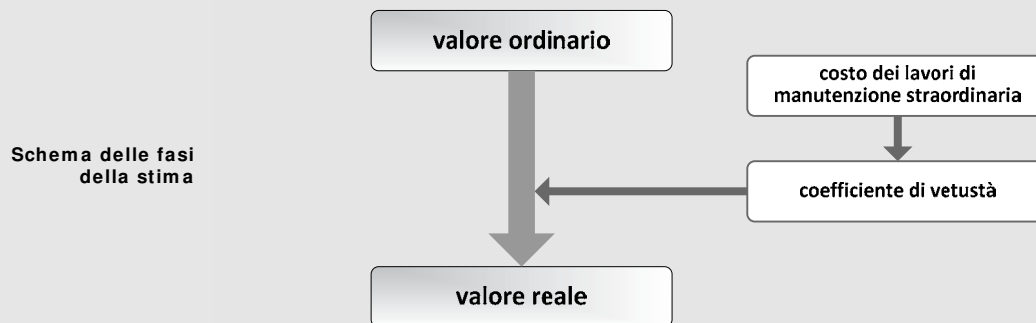 valore ordinario
costo dei lavori di
manutenzione straordinaria
Schema delle fasi
della stima
coefficiente di vetustà
valore reale